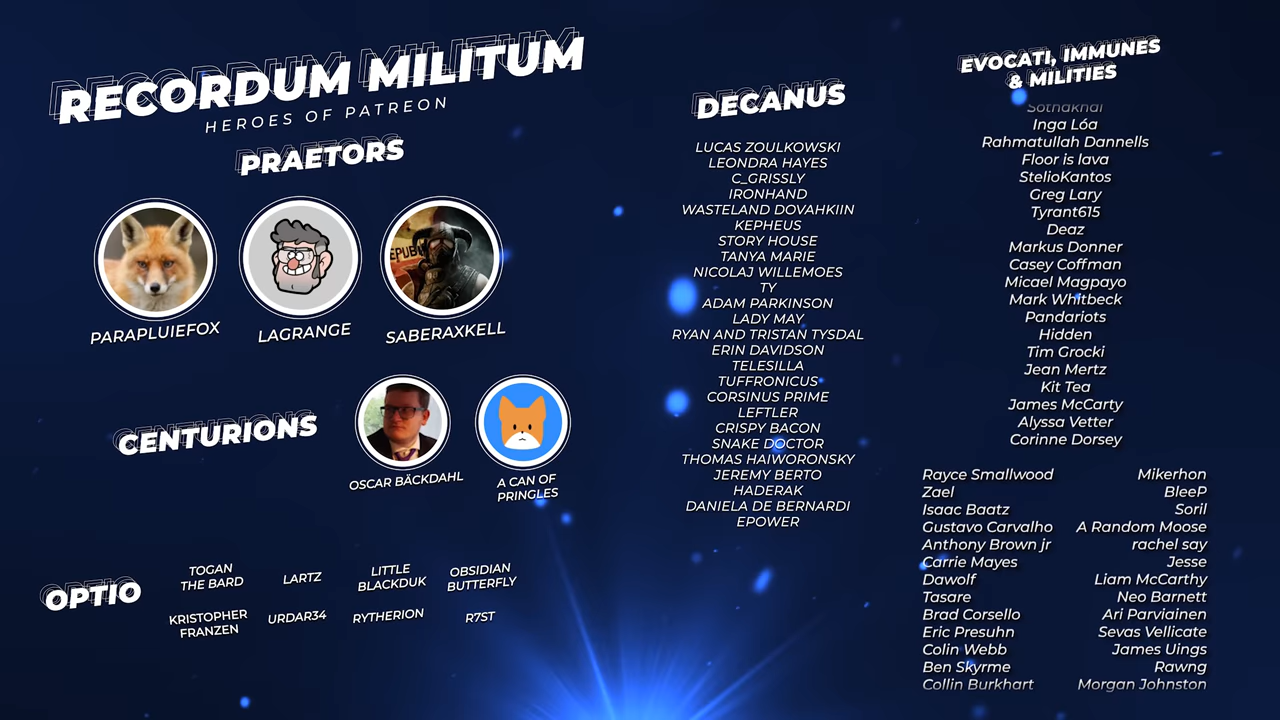 RECORDUM MILITUM
HEROES OF PATREON
PRAETORS
EPUB
PARAPLUIEFOX
LAGRANGE
SABERAXKELL
CENTURIONS
OSCAR BÄCKDAHL
A CAN OF
PRINGLES
OPTIO
TOGAN
THE BARD
LARTZ
LITTLE
BLACKDUK
OBSIDIAN
BUTTERFLY
KRISTOPHER
FRANZEN
URDAR34
RYTHERION
R7ST
DECANUS
LUCAS ZOULKOWSKI
LEONDRA HAYES
C_GRISSLY
IRONHAND
WASTELAND DOVAHKIIN
KEPHEUS
STORY HOUSE
TANYA MARIE
NICOLAJ WILLEMOES
TY
ADAM PARKINSON
LADY MAY
RYAN AND TRISTAN TYSDAL
ERIN DAVIDSON
TELESILLA
TUFFRONICUS
CORSINUS PRIME
LEFTLER
CRISPY BACON
SNAKE DOCTOR
THOMAS HAIWORONSKY
JEREMY BERTO
HADERAK
DANIELA DE BERNARDI
EPOWER
EVOCATI, IMMUNES
& MILITIES
Inga Lóa
Rahmatullah Dannells
Floor is lava
StelioKantos
Greg Lary
Tyrant615
Deaz
Markus Donner
Casey Coffman
Micael Magpayo
Mark Whitbeck
Pandariots
Hidden
Tim Grocki
Jean Mertz
Kit Tea
James McCarty
Alyssa Vetter
Corinne Dorsey
Rayce Smallwood
Zael
Isaac Baatz
Gustavo Carvalho
Anthony Brown jr
Carrie Mayes
Dawolf
Tasare
Brad Corsello
Eric Presuhn
Colin Webb
Ben Skyrme
Collin Burkhart
Mikerhon
BleeP
Soril
A Random Moose
rachel say
Jesse
Liam McCarthy
Neo Barnett
Ari Parviainen
Sevas Vellicate
James Uings
Rawng
Morgan Johnston